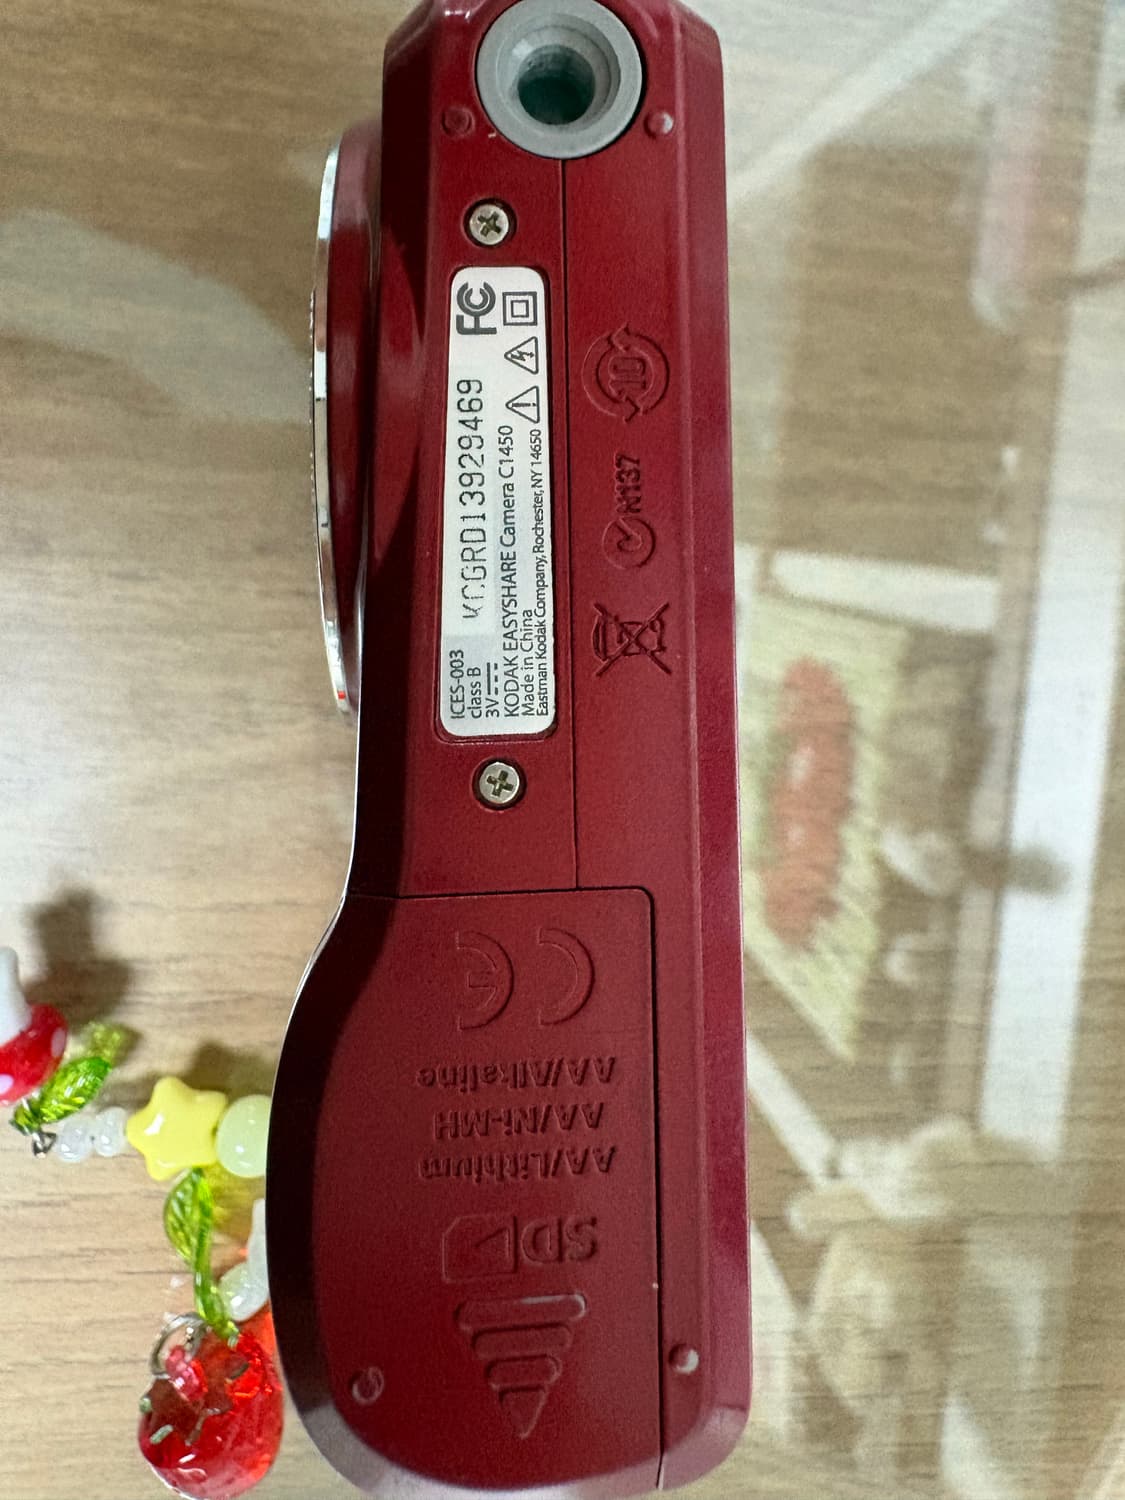 FC
KCGRD13929469
ICES-003
class B
3V
KODAK EASYSHARE Camera C1450
Made in China
Eastman Kodak Company, Rochester, NY 14650
10
N137
CE
AA/Alkaline
AA/Ni-MH
AA/Lithium
SD